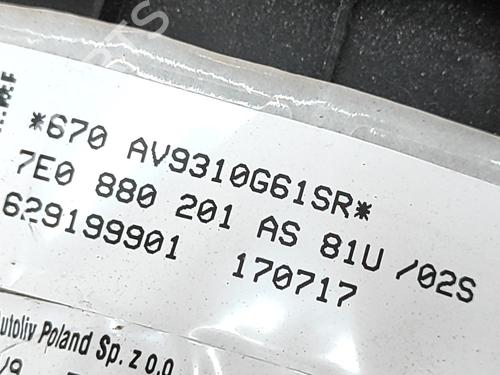 *670 AV9310G61SR*
7E0 880 201 AS 81U /02S
629199901 170717
Autoliv Poland Sp. z o.o